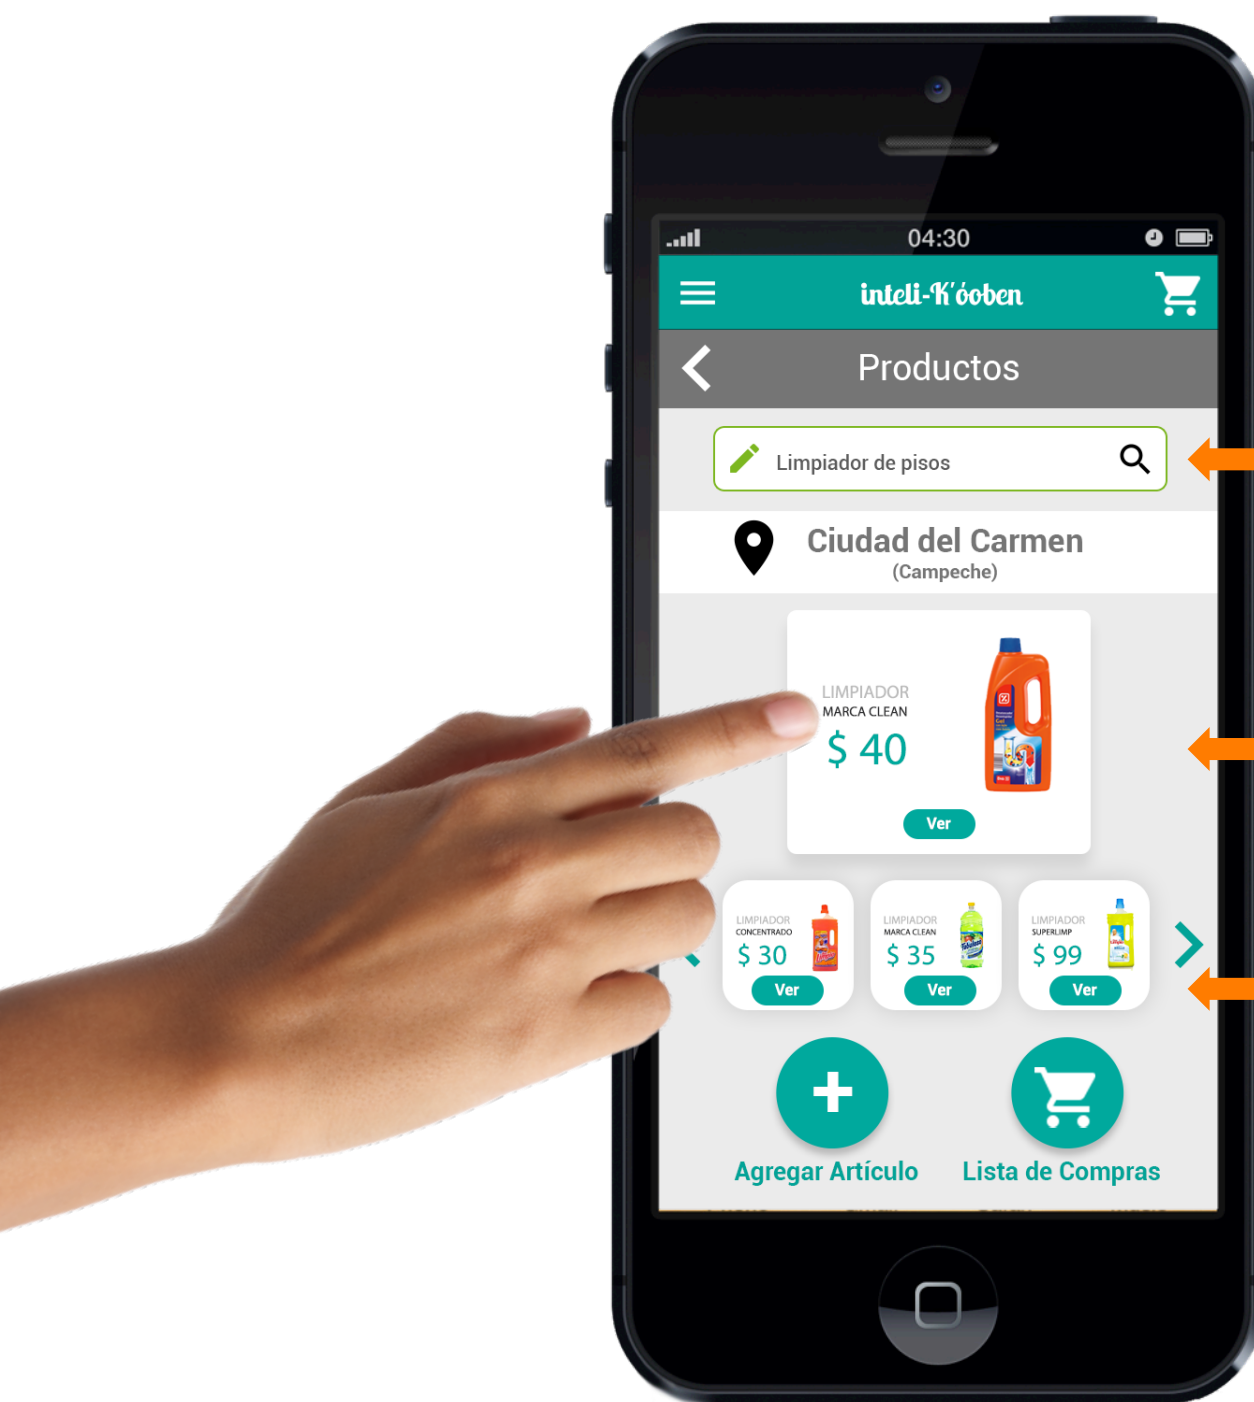 04:30
inteli-K'óoben
Productos
Limpiador de pisos
Ciudad del Carmen
(Campeche)
LIMPIADOR
MARCA CLEAN
$ 40
Ver
LIMPIADOR
CONCENTRADO
$ 30
Ver
LIMPIADOR
MARCA CLEAN
$ 35
Ver
LIMPIADOR
SUPERLIMP
$ 99
Ver
Agregar Artículo
Lista de Compras